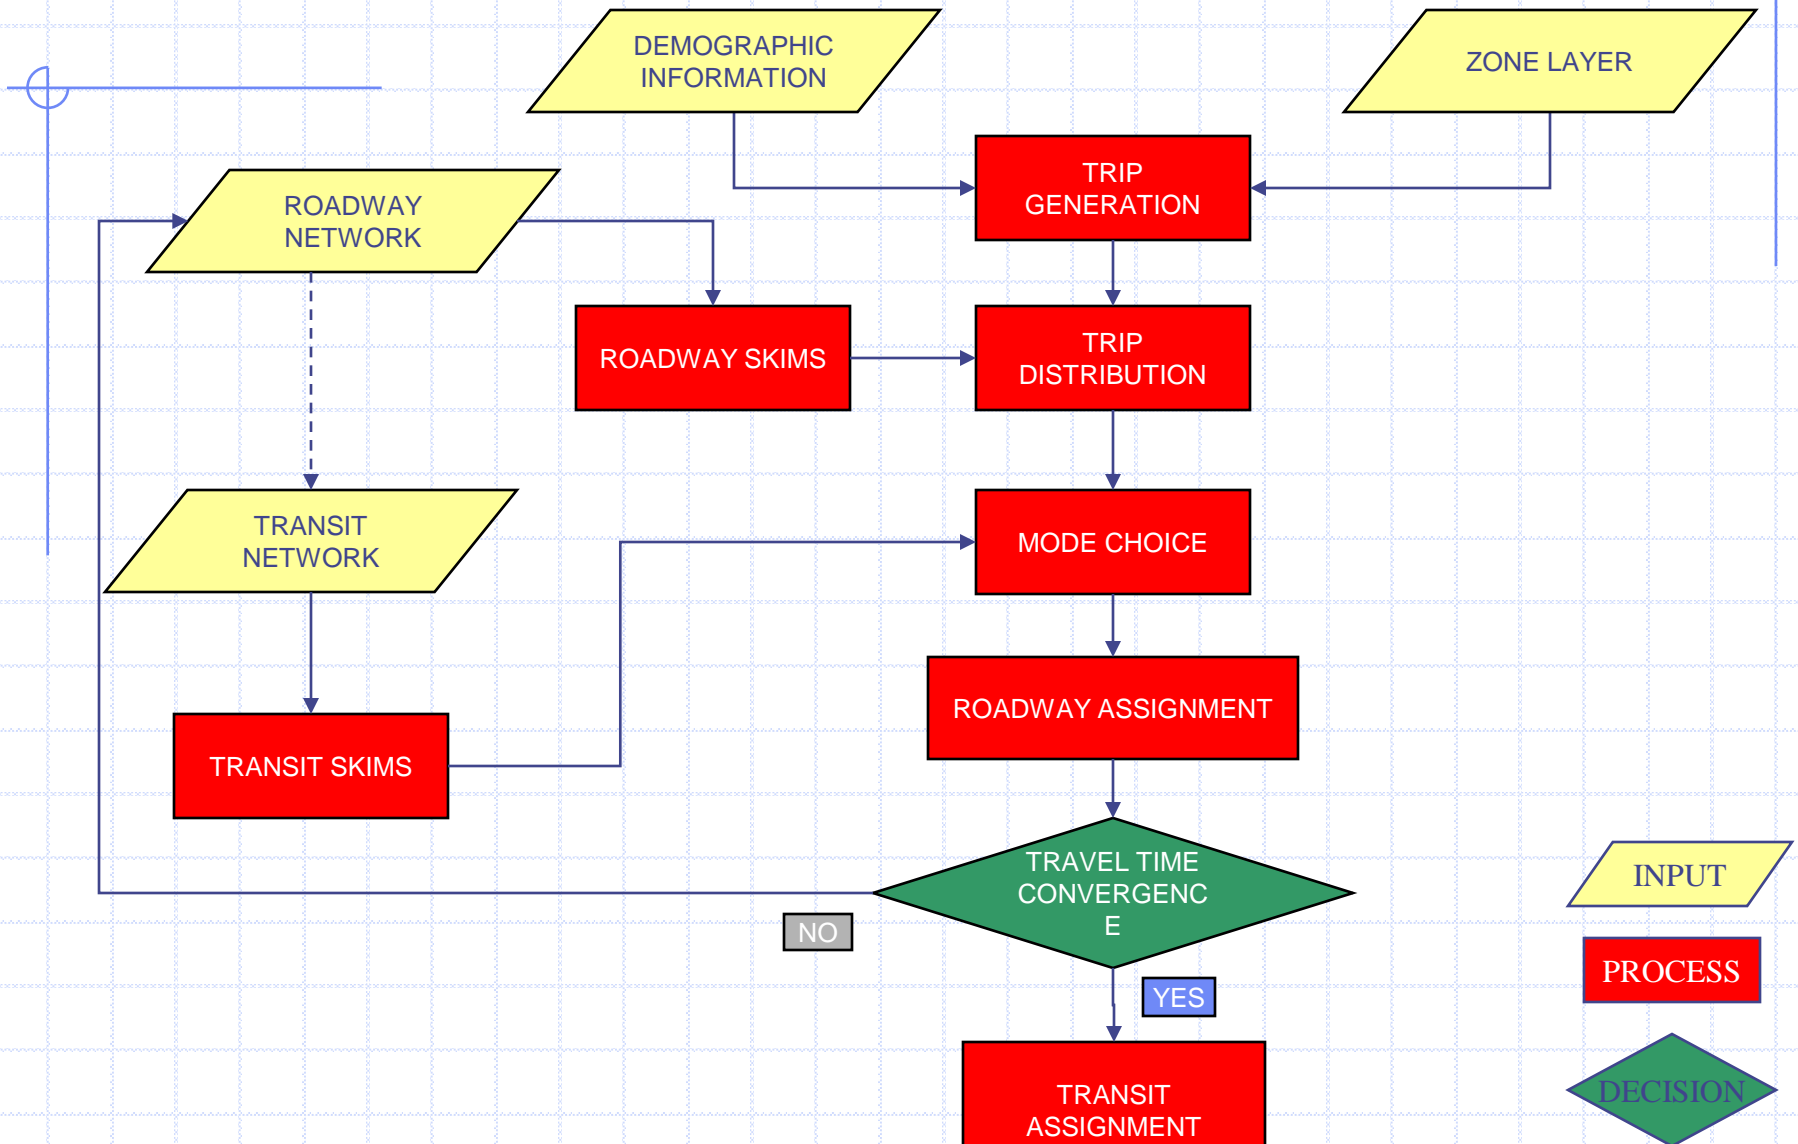 DEMOGRAPHIC
INFORMATION
ZONE LAYER
TRIP
GENERATION
ROADWAY
NETWORK
ROADWAY SKIMS
TRIP
DISTRIBUTION
TRANSIT
NETWORK
MODE CHOICE
ROADWAY ASSIGNMENT
TRANSIT SKIMS
TRAVEL TIME
CONVERGENC
E
NO
YES
TRANSIT
ASSIGNMENT
INPUT
PROCESS
DECISION